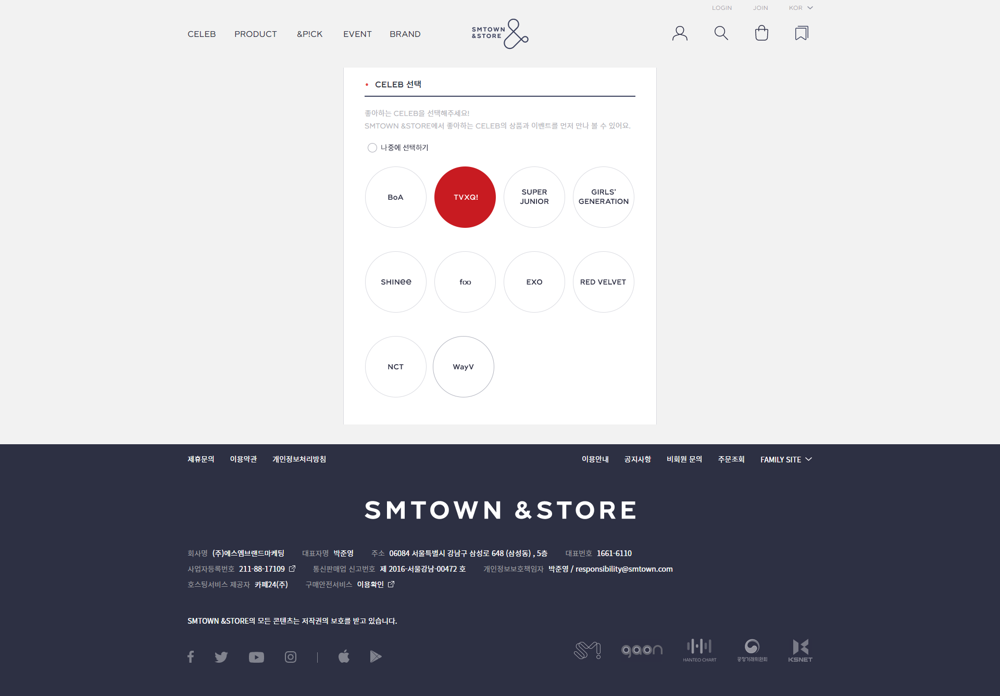 LOGIN JOIN KOR
CELEB PRODUCT &P!CK EVENT BRAND
SMTOWN
&STORE
CELEB 선택
좋아하는 CELEB을 선택해주세요!
SMTOWN &STORE에서 좋아하는 CELEB의 상품과 이벤트를 먼저 만나 볼 수 있어요.
나중에 선택하기
BoA
TVXQ!
SUPER
JUNIOR
GIRLS'
GENERATION
SHINee
f(x)
EXO
RED VELVET
NCT
WayV
제휴문의 이용약관 개인정보처리방침
이용안내 공지사항 비회원 문의 주문조회 FAMILY SITE
SMTOWN &STORE
회사명 (주)에스엠브랜드마케팅 대표자명 박준영 주소 06084 서울특별시 강남구 삼성로 648 (삼성동) , 5층 대표번호 1661-6110
사업자등록번호 211-88-17109 통신판매업 신고번호 제 2016-서울강남-00472 호 개인정보보호책임자 박준영 / responsibility@smtown.com
호스팅서비스 제공자 카페24(주) 구매안전서비스 이용확인
SMTOWN &STORE의 모든 콘텐츠는 저작권의 보호를 받고 있습니다.
SM!
gaon
HANTEO CHART
공정거래위원회
KSNET